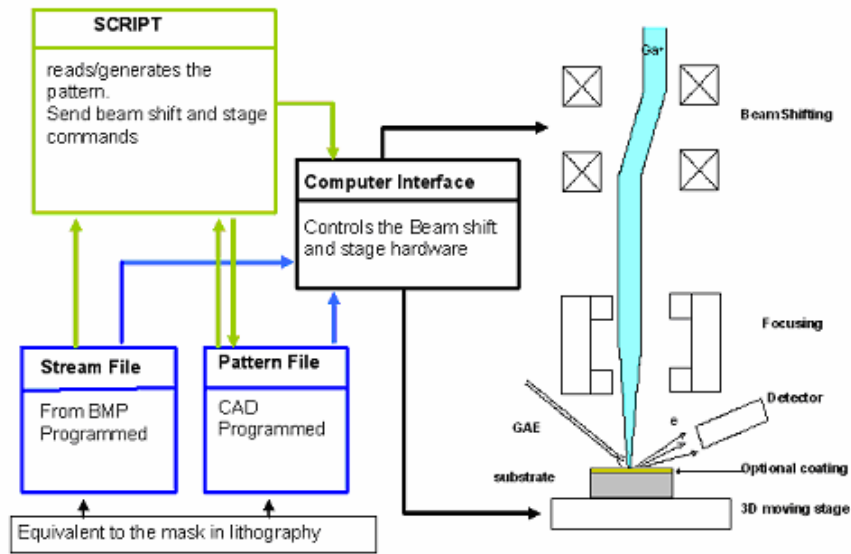 SCRIPT
reads/generates the
pattern.
Send beam shift and stage
commands
Computer Interface
Controls the Beam shift
and stage hardware
Stream File
From BMP
Programmed
Pattern File
CAD
Programmed
Equivalent to the mask in lithography
Ga+
BeamShifting
Focusing
Detector
e
GAE
Optional coating
substrate
3D moving stage